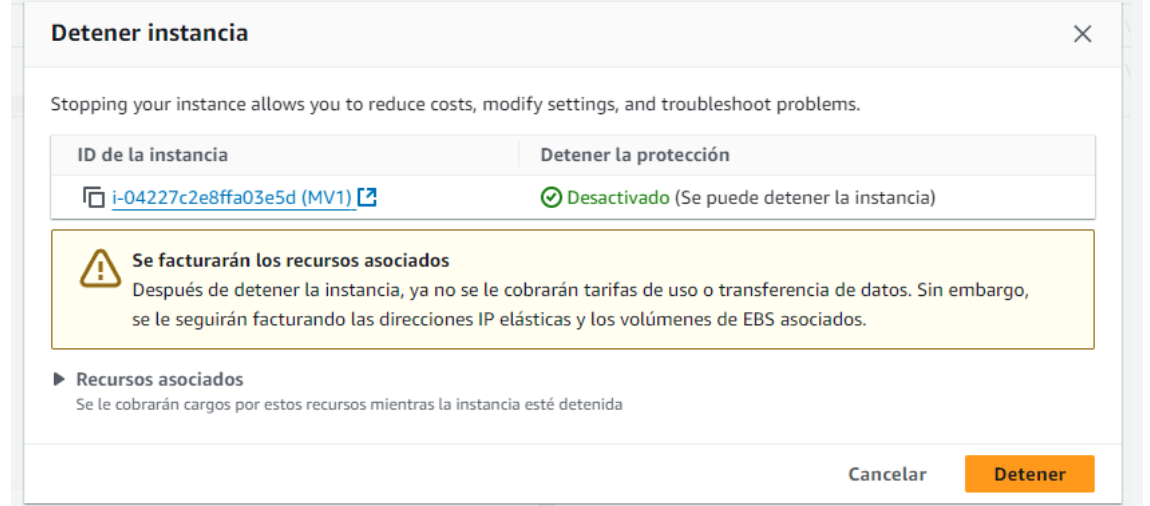 Detener instancia
Stopping your instance allows you to reduce costs, modify settings, and troubleshoot problems.
ID de la instancia
Detener la protección
i-04227c2e8ffa03e5d (MV1)
Desactivado (Se puede detener la instancia)
Se facturarán los recursos asociados
Después de detener la instancia, ya no se le cobrarán tarifas de uso o transferencia de datos. Sin embargo,
se le seguirán facturando las direcciones IP elásticas y los volúmenes de EBS asociados.
Recursos asociados
Se le cobrarán cargos por estos recursos mientras la instancia esté detenida
Cancelar
Detener